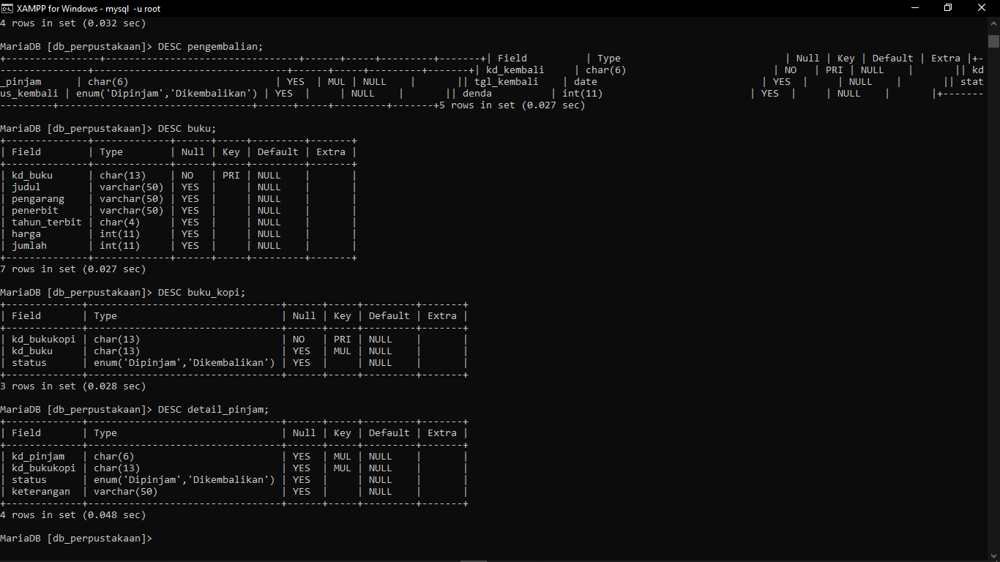 XAMPP for Windows - mysql -u root
4 rows in set (0.032 sec)
MariaDB [db_perpustakaan]> DESC pengembalian;
+----------------+---------------------------------+------+-----+---------+-------+| Field          | Type                            | Null | Key | Default | Extra |+-
---------------+---------------------------------+------+-----+---------+-------+| kd_kembali     | char(6)                         | NO   | PRI | NULL    |       || kd
_pinjam      | char(6)                         | YES  | MUL | NULL    |       || tgl_kembali    | date                            | YES  |     | NULL    |       || stat
us_kembali | enum('Dipinjam','Dikembalikan') | YES  |     | NULL    |       || denda          | int(11)                         | YES  |     | NULL    |       |+-------
---------+---------------------------------+------+-----+---------+-------+5 rows in set (0.027 sec)
MariaDB [db_perpustakaan]> DESC buku;
+--------------+-------------+------+-----+---------+-------+
| Field        | Type        | Null | Key | Default | Extra |
+--------------+-------------+------+-----+---------+-------+
| kd_buku      | char(13)    | NO   | PRI | NULL    |       |
| judul        | varchar(50) | YES  |     | NULL    |       |
| pengarang    | varchar(50) | YES  |     | NULL    |       |
| penerbit     | varchar(50) | YES  |     | NULL    |       |
| tahun_terbit | char(4)     | YES  |     | NULL    |       |
| harga        | int(11)     | YES  |     | NULL    |       |
| jumlah       | int(11)     | YES  |     | NULL    |       |
+--------------+-------------+------+-----+---------+-------+
7 rows in set (0.027 sec)
MariaDB [db_perpustakaan]> DESC buku_kopi;
+-------------+---------------------------------+------+-----+---------+-------+
| Field       | Type                            | Null | Key | Default | Extra |
+-------------+---------------------------------+------+-----+---------+-------+
| kd_bukukopi | char(13)                        | NO   | PRI | NULL    |       |
| kd_buku     | char(13)                        | YES  | MUL | NULL    |       |
| status      | enum('Dipinjam','Dikembalikan') | YES  |     | NULL    |       |
+-------------+---------------------------------+------+-----+---------+-------+
3 rows in set (0.028 sec)
MariaDB [db_perpustakaan]> DESC detail_pinjam;
+-------------+---------------------------------+------+-----+---------+-------+
| Field       | Type                            | Null | Key | Default | Extra |
+-------------+---------------------------------+------+-----+---------+-------+
| kd_pinjam   | char(6)                         | YES  | MUL | NULL    |       |
| kd_bukukopi | char(13)                        | YES  | MUL | NULL    |       |
| status      | enum('Dipinjam','Dikembalikan') | YES  |     | NULL    |       |
| keterangan  | varchar(50)                     | YES  |     | NULL    |       |
+-------------+---------------------------------+------+-----+---------+-------+
4 rows in set (0.048 sec)
MariaDB [db_perpustakaan]>